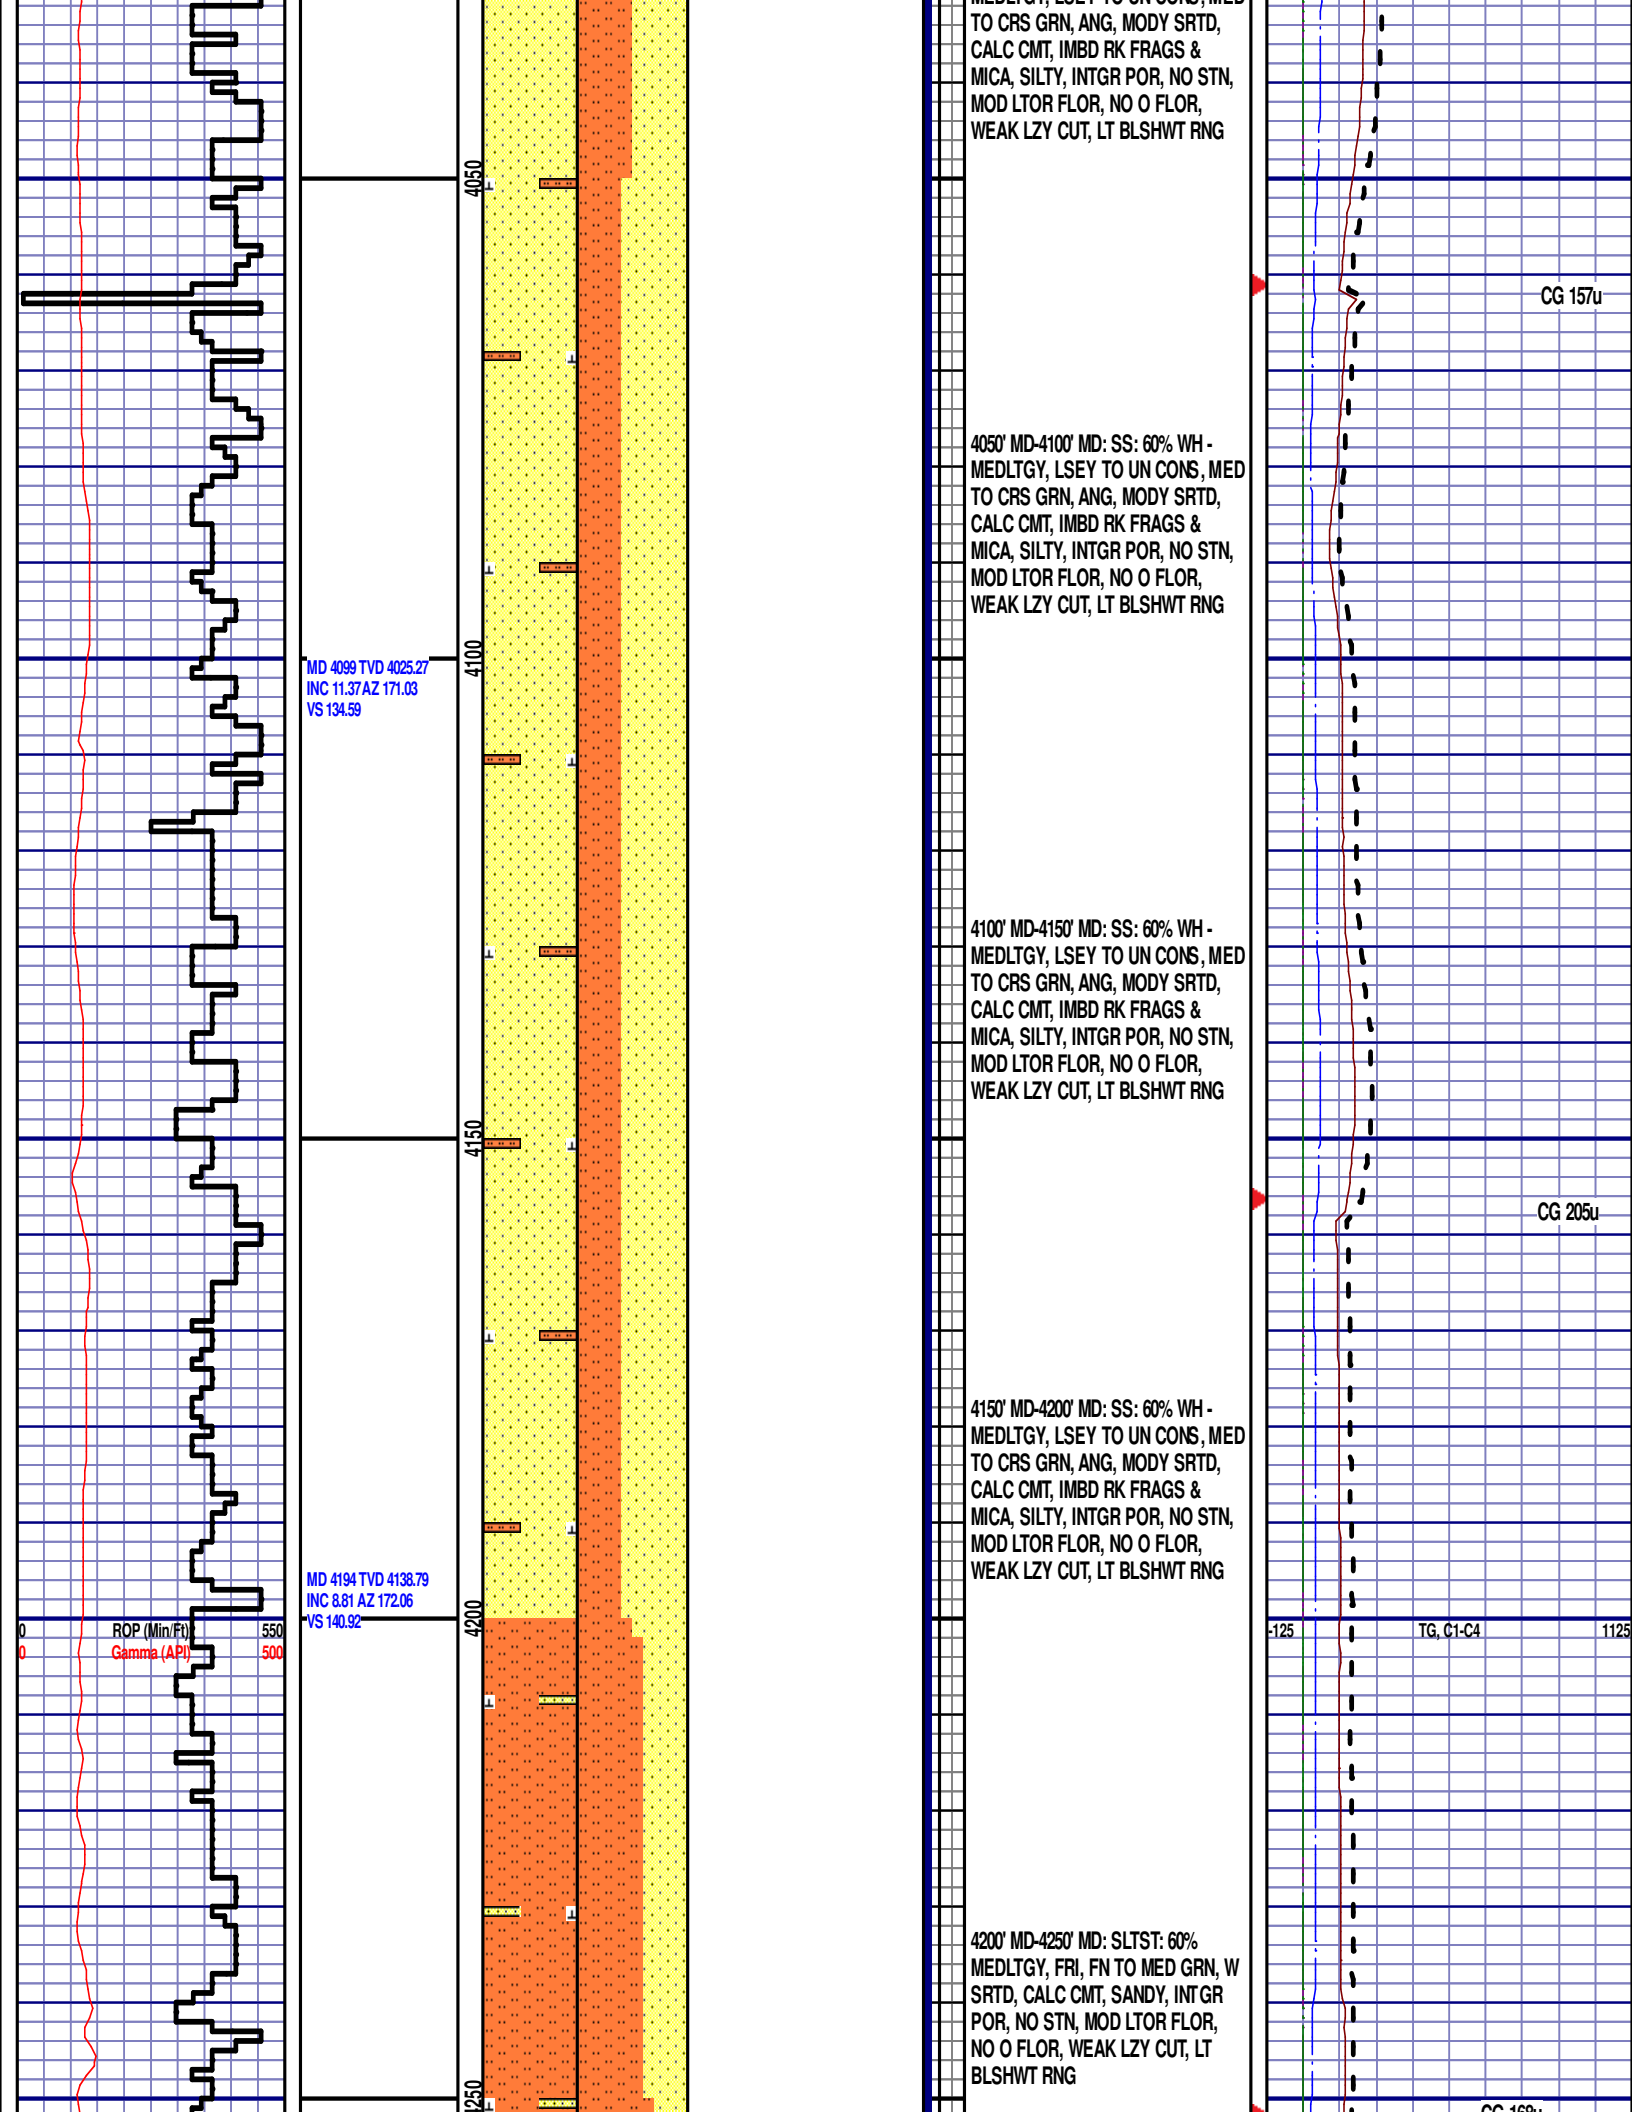 TO CRS GRN, ANG, MODY SRTD,
CALC CMT, IMBD RK FRAGS &
MICA, SILTY, INTGR POR, NO STN,
MOD LTOR FLOR, NO O FLOR,
WEAK LZY CUT, LT BLSHWT RNG
4050
CG 157u
4050' MD-4100' MD: SS: 60% WH -
MEDLTGY, LSEY TO UN CONS, MED
TO CRS GRN, ANG, MODY SRTD,
CALC CMT, IMBD RK FRAGS &
MICA, SILTY, INTGR POR, NO STN,
MOD LTOR FLOR, NO O FLOR,
WEAK LZY CUT, LT BLSHWT RNG
4100
MD 4099 TVD 4025.27
INC 11.37 AZ 171.03
VS 134.59
4100' MD-4150' MD: SS: 60% WH -
MEDLTGY, LSEY TO UN CONS, MED
TO CRS GRN, ANG, MODY SRTD,
CALC CMT, IMBD RK FRAGS &
MICA, SILTY, INTGR POR, NO STN,
MOD LTOR FLOR, NO O FLOR,
WEAK LZY CUT, LT BLSHWT RNG
4150
CG 205u
4150' MD-4200' MD: SS: 60% WH -
MEDLTGY, LSEY TO UN CONS, MED
TO CRS GRN, ANG, MODY SRTD,
CALC CMT, IMBD RK FRAGS &
MICA, SILTY, INTGR POR, NO STN,
MOD LTOR FLOR, NO O FLOR,
WEAK LZY CUT, LT BLSHWT RNG
MD 4194 TVD 4138.79
INC 8.81 AZ 172.06
VS 140.92
4200
0 ROP (Min/Ft) 550
0 Gamma (API) 500
-125 TG, C1-C4 1125
4200' MD-4250' MD: SLTST: 60%
MEDLTGY, FRI, FN TO MED GRN, W
SRTD, CALC CMT, SANDY, INTGR
POR, NO STN, MOD LTOR FLOR,
NO O FLOR, WEAK LZY CUT, LT
BLSHWT RNG
4250